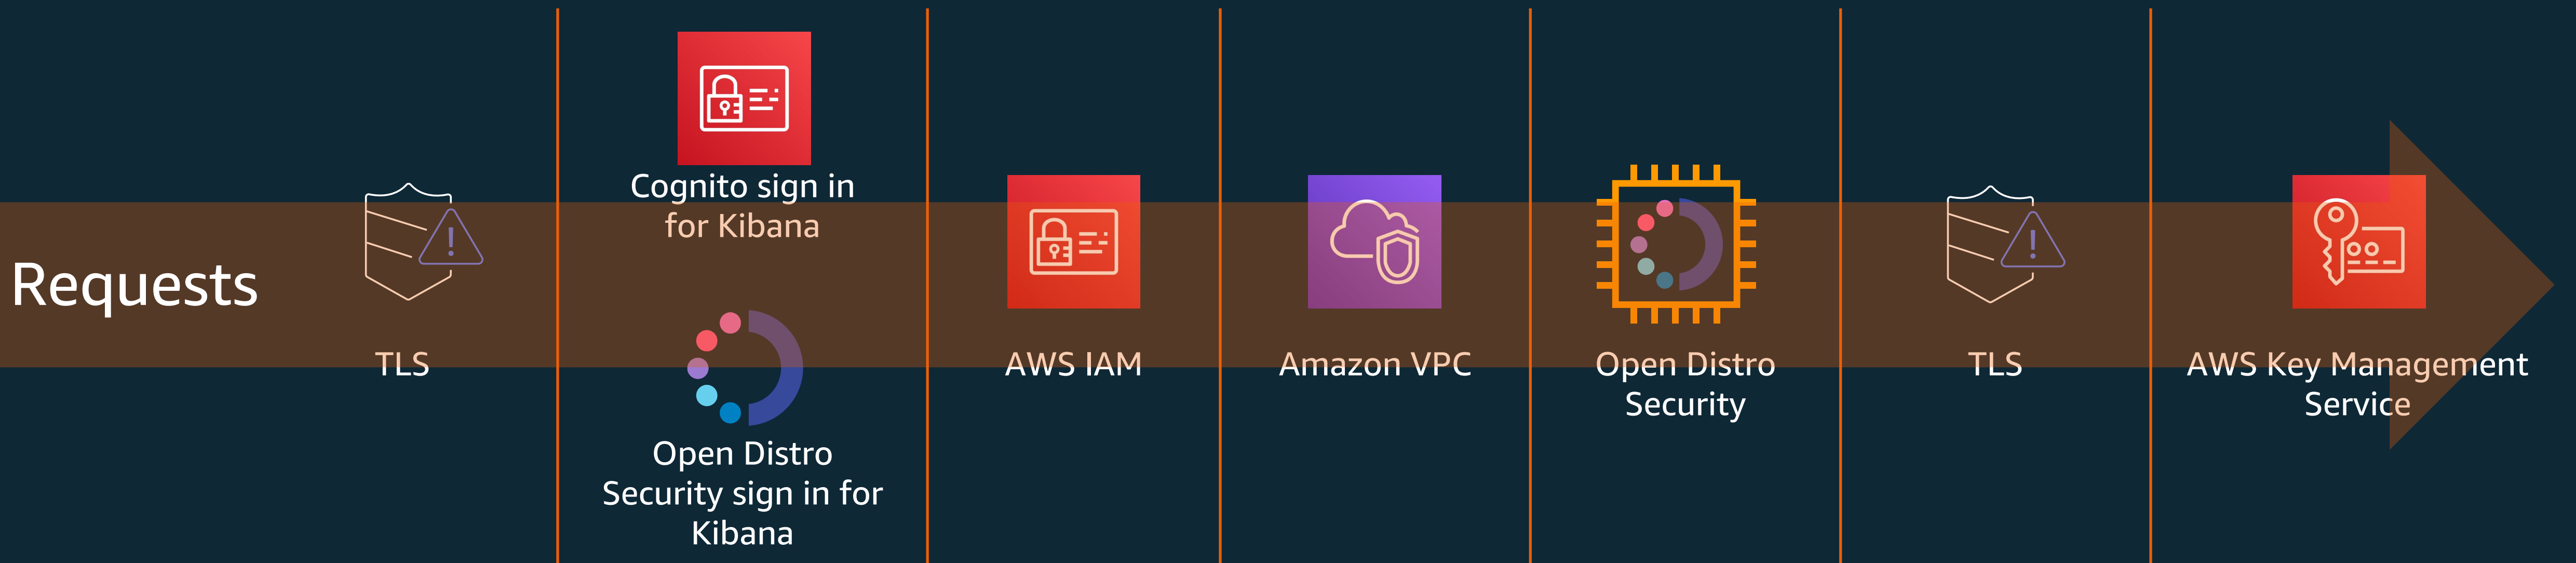 Requests
TLS
Cognito sign in
for Kibana
Open Distro
Security sign in for
Kibana
AWS IAM
Amazon VPC
Open Distro
Security
TLS
AWS Key Management
Service